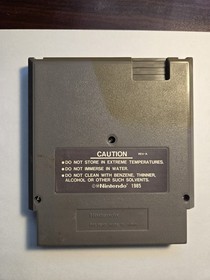 CAUTION
•DO NOT STORE IN EXTREME TEMPERATURES.
•DO NOT IMMERSE IN WATER.
•DO NOT CLEAN WITH BENZENE, THINNER,
ALCOHOL OR OTHER SUCH SOLVENTS.
©®Nintendo® 1985